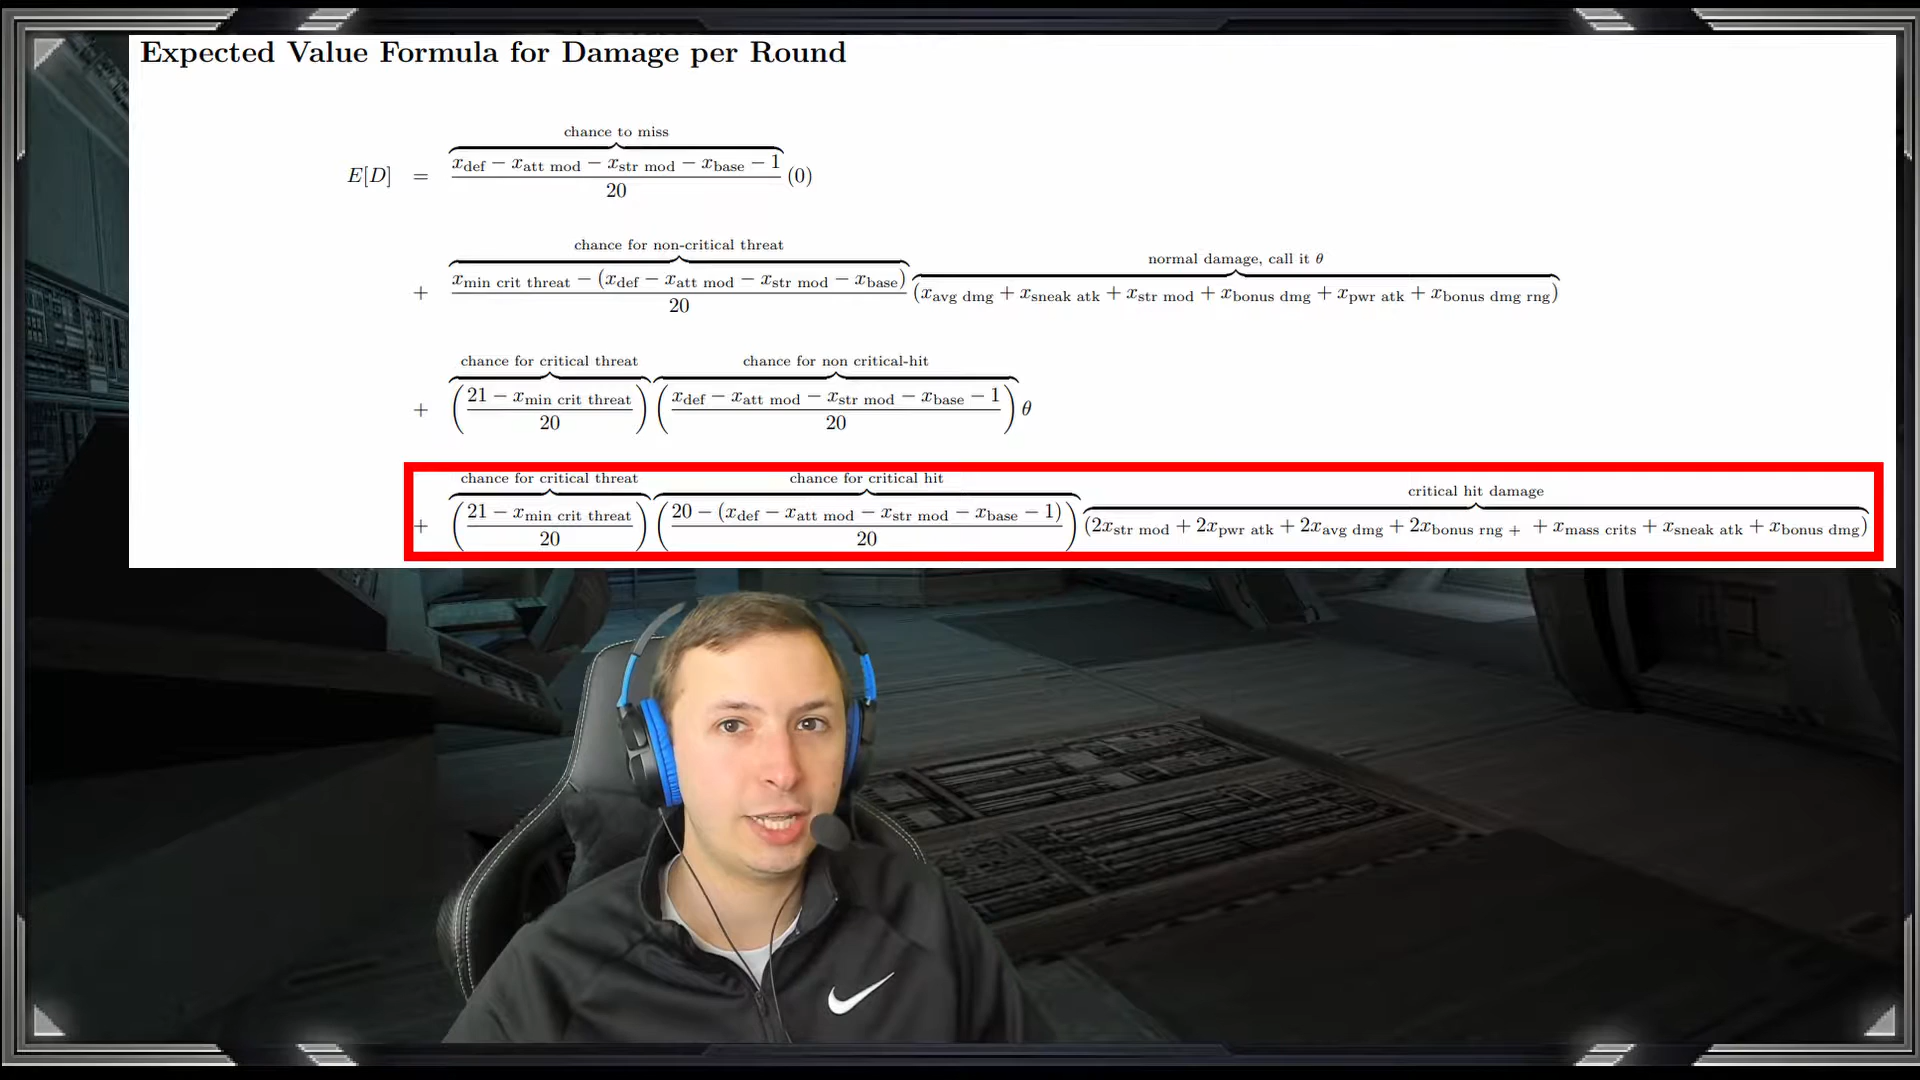 Expected Value Formula for Damage per Round
chance to miss
E[D] = (x_def − x_att mod − x_str mod − x_base − 1)/20 (0)
chance for non-critical threat
normal damage, call it θ
+ (x_min crit threat − (x_def − x_att mod − x_str mod − x_base))/20 (x_avg dmg + x_sneak atk + x_str mod + x_bonus dmg + x_pwr atk + x_bonus dmg rng)
chance for critical threat
chance for non critical-hit
+ ((21 − x_min crit threat)/20) ((x_def − x_att mod − x_str mod − x_base − 1)/20) θ
chance for critical threat
chance for critical hit
critical hit damage
+ ((21 − x_min crit threat)/20) ((20 − (x_def − x_att mod − x_str mod − x_base − 1))/20) (2x_str mod + 2x_pwr atk + 2x_avg dmg + 2x_bonus rng + + x_mass crits + x_sneak atk + x_bonus dmg)